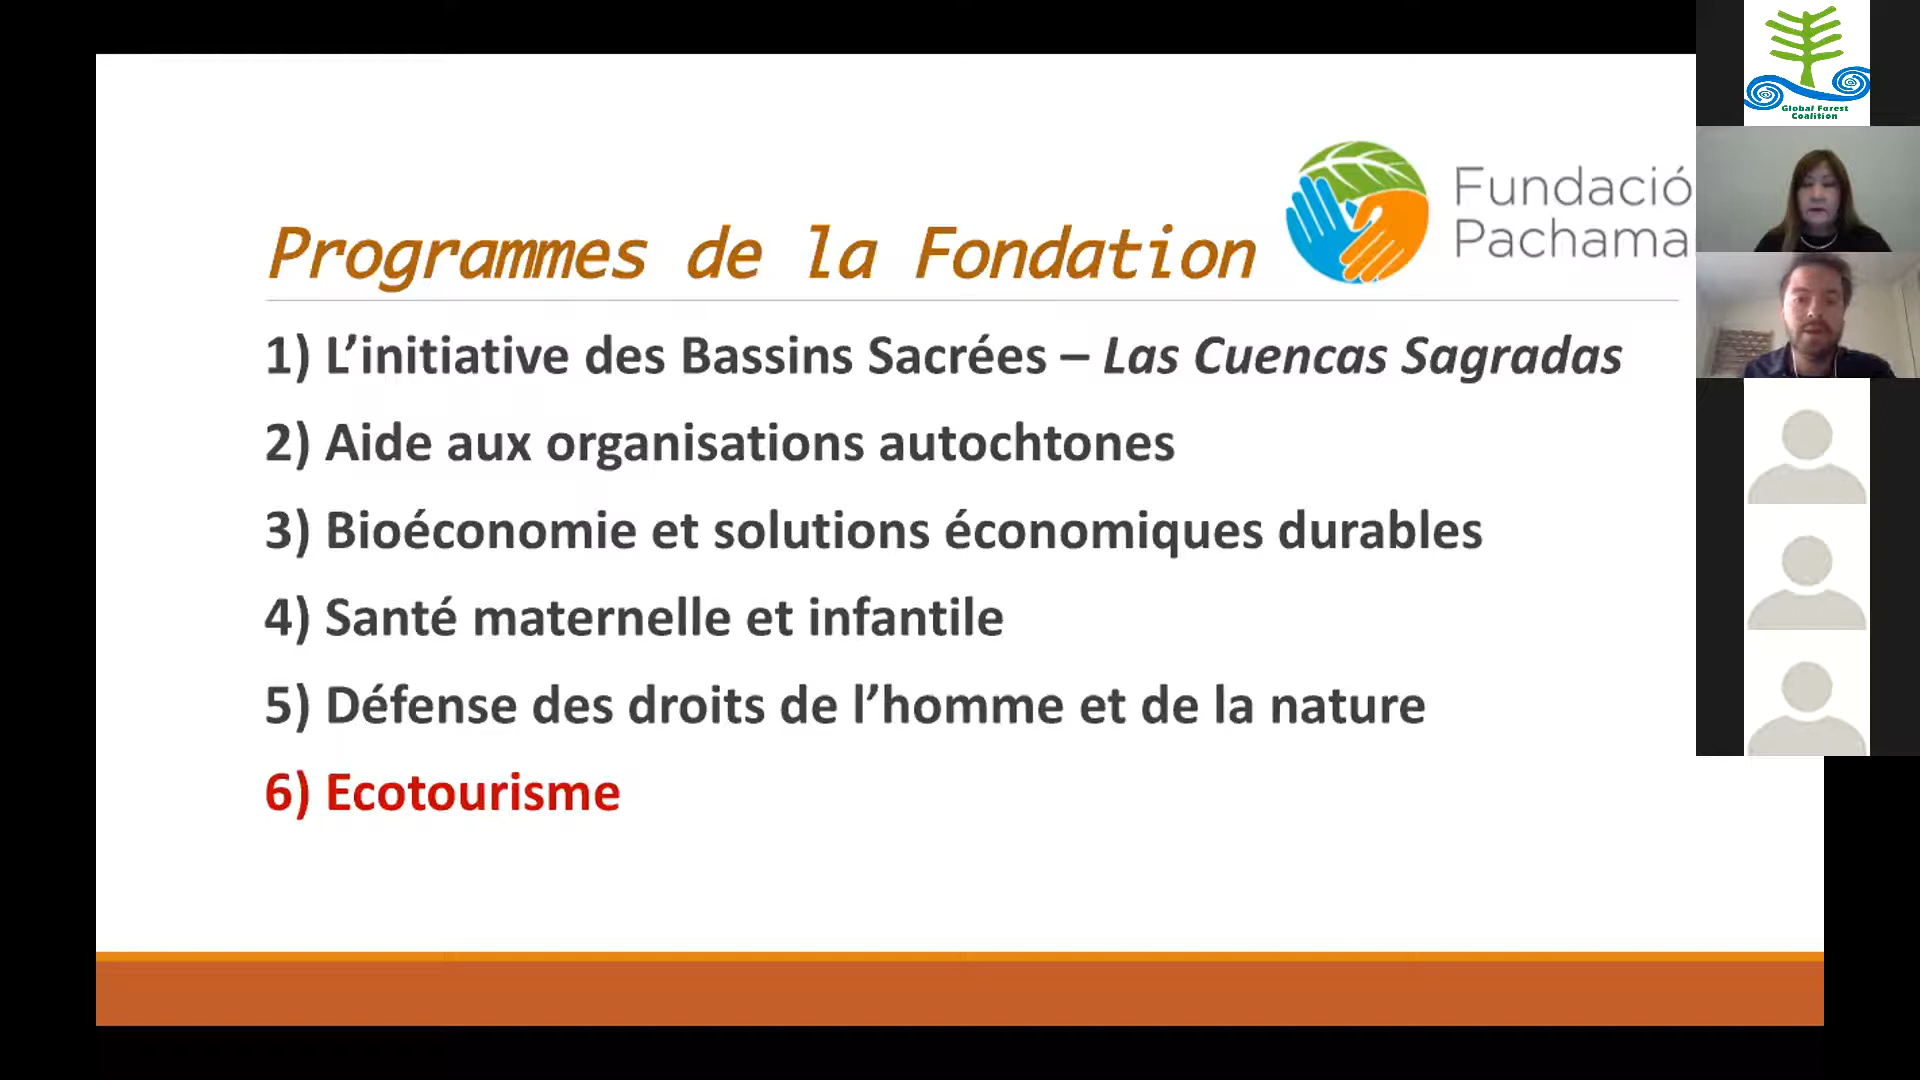 Global Forest
Coalition
Fundació
Pachama
Programmes de la Fondation
1) L’initiative des Bassins Sacrées – Las Cuencas Sagradas
2) Aide aux organisations autochtones
3) Bioéconomie et solutions économiques durables
4) Santé maternelle et infantile
5) Défense des droits de l’homme et de la nature
6) Ecotourisme